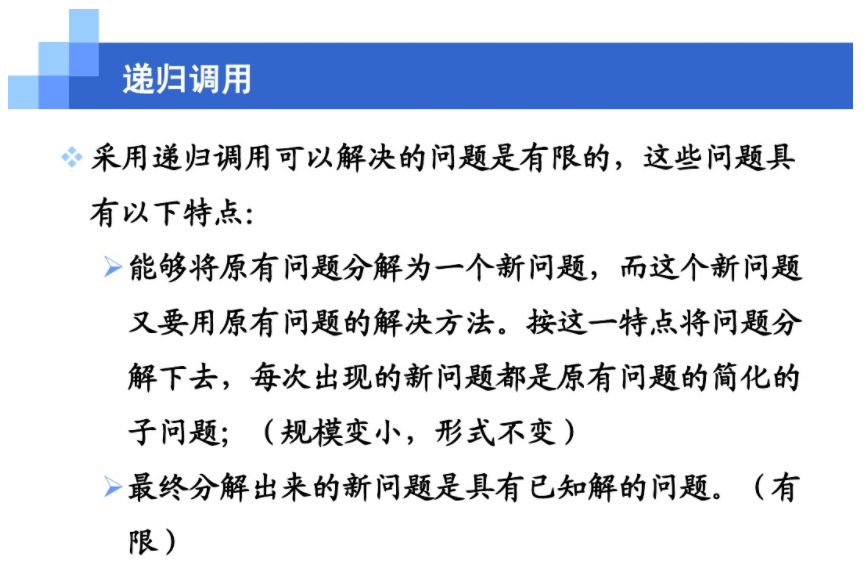 递归调用
采用递归调用可以解决的问题是有限的，这些问题具
有以下特点：
能够将原有问题分解为一个新问题，而这个新问题
又要用原有问题的解决方法。按这一特点将问题分
解下去，每次出现的新问题都是原有问题的简化的
子问题；（规模变小，形式不变）
最终分解出来的新问题是具有已知解的问题。（有
限）